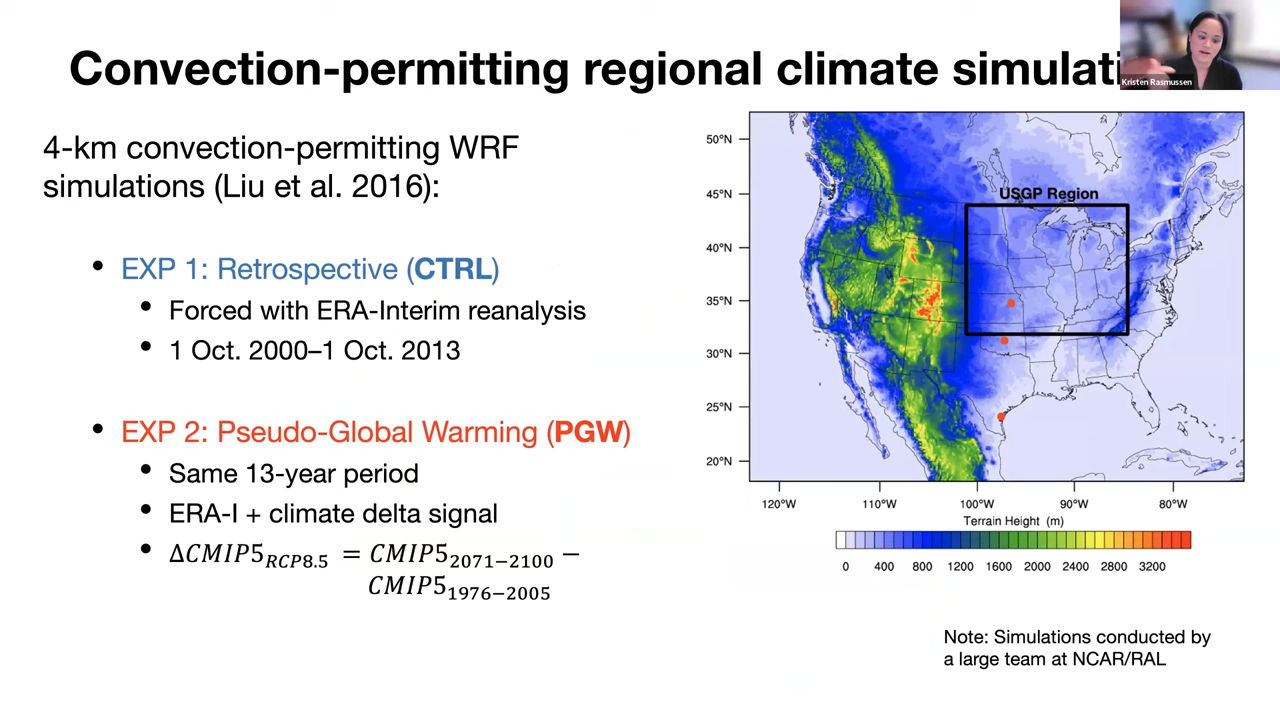 Convection-permitting regional climate simulati
Kristen Rasmussen
4-km convection-permitting WRF
simulations (Liu et al. 2016):
• EXP 1: Retrospective (CTRL)
• Forced with ERA-Interim reanalysis
• 1 Oct. 2000–1 Oct. 2013
• EXP 2: Pseudo-Global Warming (PGW)
• Same 13-year period
• ERA-I + climate delta signal
• ΔCMIP5RCP8.5 = CMIP52071−2100 −
CMIP51976−2005
50°N
45°N
40°N
35°N
30°N
25°N
20°N
USGP Region
120°W 110°W 100°W 90°W 80°W
Terrain Height (m)
0 400 800 1200 1600 2000 2400 2800 3200
Note: Simulations conducted by
a large team at NCAR/RAL